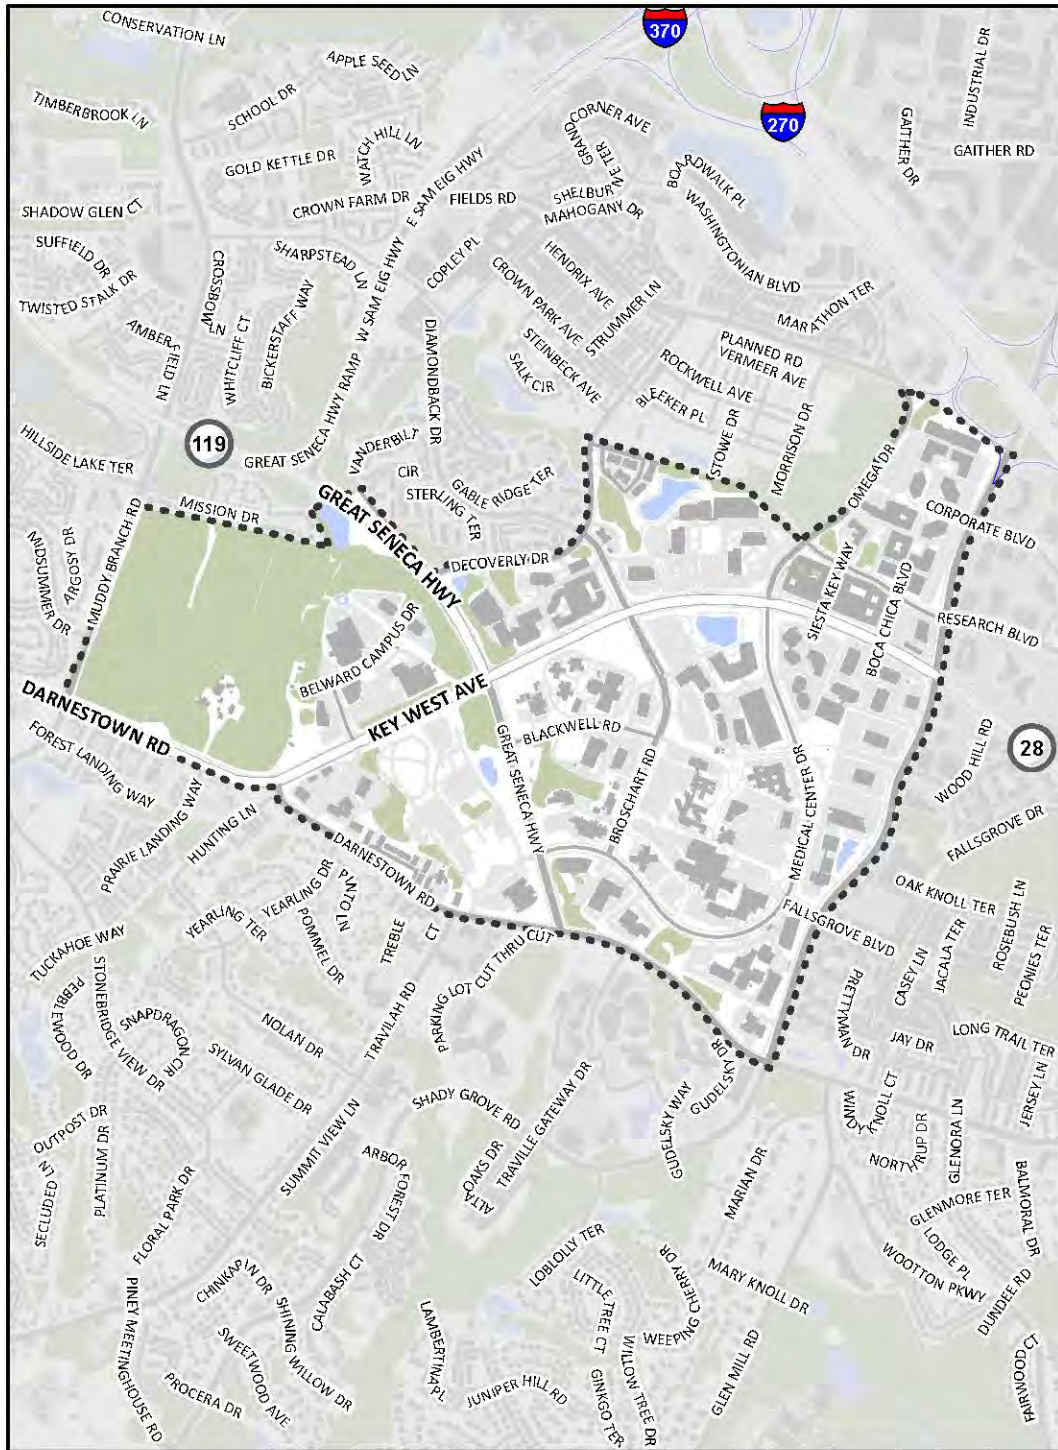 CONSERVATION LN
370
APPLE SEED LN
INDUSTRIAL DR
TIMBERBROOK LN
SCHOOL DR
CORNER AVE
270
GAITHER DR
GAITHER RD
WATCH HILL LN
GRAND
GOLD KETTLE DR
SHELBURNE TER
BOARDWALK PL
CROWN FARM DR
FIELDS RD
MAHOGANY DR
SHADOW GLEN CT
E SAM EIG HWY
WASHINGTONIAN BLVD
SUFFIELD DR
SHARPSTEAD LN
COPLEY PL
HENDRIX AVE
TWISTED STALK DR
CROSSBOW LN
CROWN PARK AVE
STRUMMER LN
MARATHON TER
AMBERFIELD LN
WHITCLIFF CT
BICKERSTAFF WAY
W SAM EIG HWY
DIAMONDBACK DR
STEINBECK AVE
PLANNED RD
VERMEER AVE
SALK CIR
ROCKWELL AVE
GREAT SENECA HWY RAMP
BLEEKER PL
STOWE DR
MORRISON DR
119
HILLSIDE LAKE TER
VANDERBILT CIR
GABLE RIDGE TER
STERLING TER
OMEGA DR
MISSION DR
GREAT SENECA HWY
CORPORATE BLVD
MUDDY BRANCH RD
ARGOSY DR
MIDSUMMER DR
DECOVERLY DR
SIESTA KEY WAY
BOCA CHICA BLVD
RESEARCH BLVD
BELWARD CAMPUS DR
DARNESTOWN RD
KEY WEST AVE
FOREST LANDING WAY
BLACKWELL RD
GREAT SENECA HWY
BROSCHART RD
MEDICAL CENTER DR
WOOD HILL RD
28
PRAIRIE LANDING WAY
HUNTING LN
DARNESTOWN RD
FALLSGROVE DR
YEARLING DR
PINTO LN
OAK KNOLL TER
YEARLING TER
POMMEL DR
TREBLE CT
FALLSGROVE BLVD
ROSEBUSH LN
TUCKAHOE WAY
PARKING LOT CUT THRU CUT
CASEY LN
JACALA TER
PEONIES TER
STONEBRIDGE VIEW DR
PEBBLEWOOD DR
SNAPDRAGON CIR
TRAVILAH RD
PRETTYMAN DR
NOLAN DR
JAY DR
LONG TRAIL TER
SYLVAN GLADE DR
GUDELSKY DR
SHADY GROVE RD
TRAVILLE GATEWAY DR
GUDELSKY WAY
WINDY KNOLL CT
JERSEY LN
OUTPOST DR
PLATINUM DR
SUMMIT VIEW LN
ALTA OAKS DR
NORTHRUP DR
GLENORA LN
SECLUDED LN
ARBOR FOREST DR
MARIAN DR
GLENMORE TER
BALMORAL DR
FLORAL PARK DR
LODGE PL
LOBLOLLY TER
WOOTTON PKWY
CHINKAPIN DR
CALABASH CT
LITTLE TREE CT
WEEPING CHERRY DR
MARY KNOLL DR
DUNDEE RD
PINEY MEETINGHOUSE RD
SHINING WILLOW DR
LAMBERTINA PL
WILLOW TREE DR
GLEN MILL RD
SWEETWOOD AVE
PROCERA DR
JUNIPER HILL RD
GINKGO TER
FAIRWOOD CT